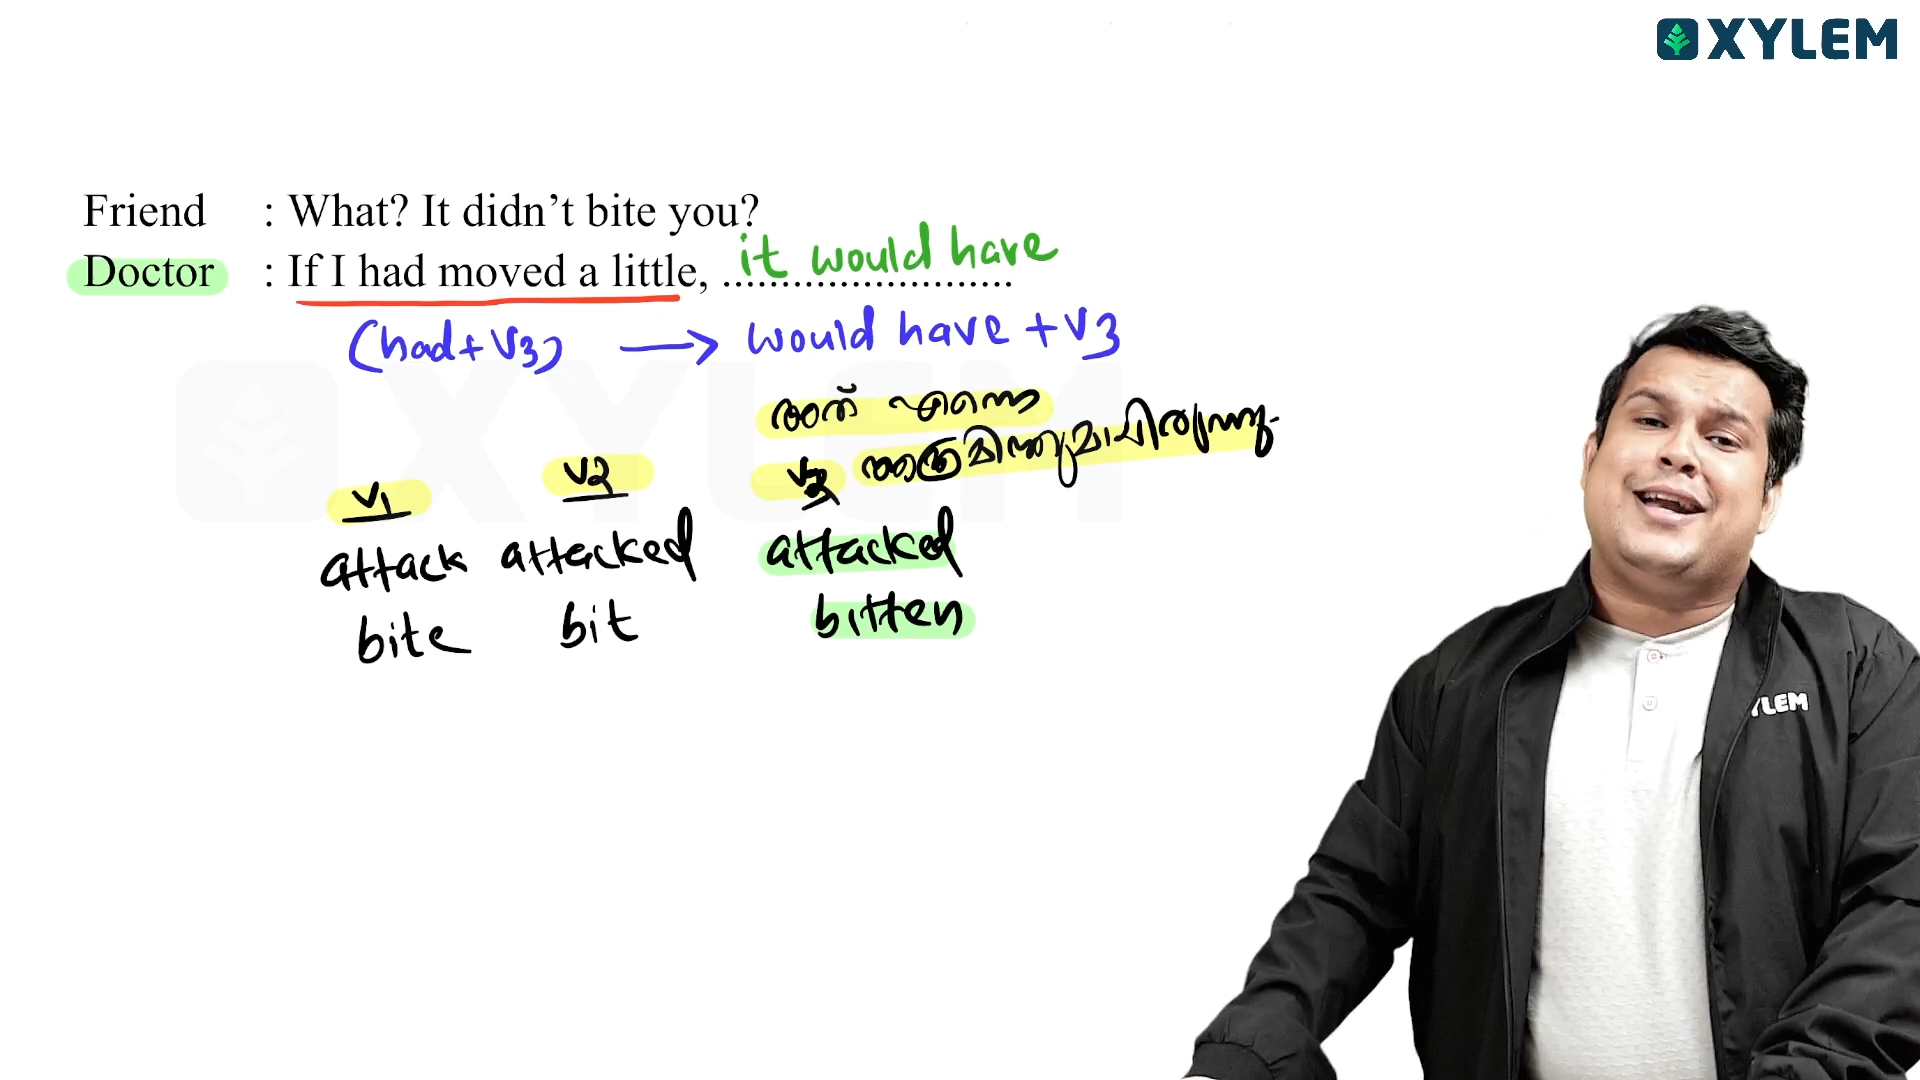 XYLEM
Friend : What? It didn’t bite you?
it would have
Doctor : If I had moved a little, ........................
(had+V3) → would have +V3
അത് എന്നെ
ആക്രമിക്കുമായിരുന്നു.
V1 V2 V3
attack attacked attacked
bite bit bitten
YLEM
XYLEM